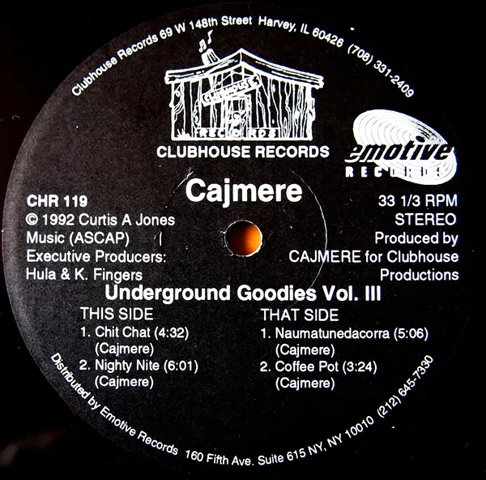 Clubhouse Records 69 W 148th Street Harvey, IL 60426 (708) 331-2409
CLUBHOUSE
RECORDS
CLUBHOUSE RECORDS
emotive
RECORDS
Cajmere
CHR 119
© 1992 Curtis A Jones
Music (ASCAP)
Executive Producers:
Hula & K. Fingers
33 1/3 RPM
STEREO
Produced by
CAJMERE for Clubhouse
Productions
Underground Goodies Vol. III
THIS SIDE
1. Chit Chat (4:32)
(Cajmere)
2. Nighty Nite (6:01)
(Cajmere)
THAT SIDE
1. Naumatunedacorra (5:06)
(Cajmere)
2. Coffee Pot (3:24)
(Cajmere)
Distributed by Emotive Records 160 Fifth Ave. Suite 615 NY, NY 10010 (212) 645-7330